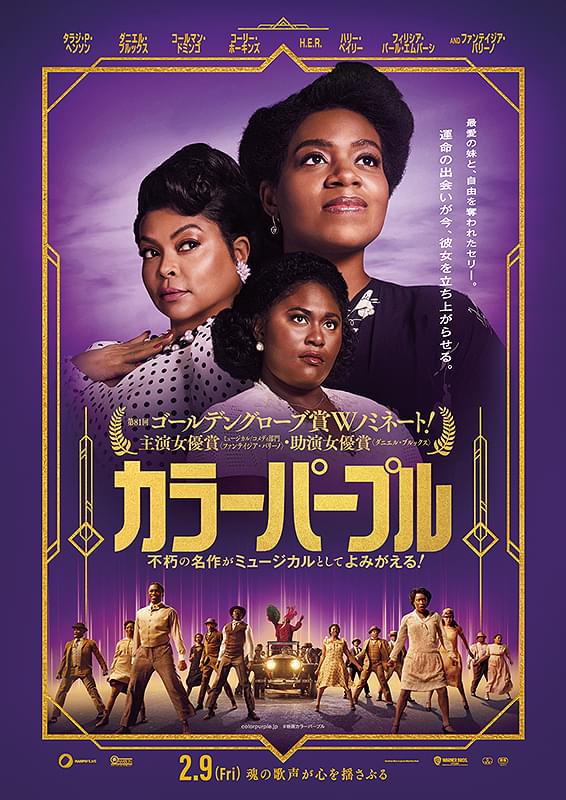 タラジ・P・ヘンソン
ダニエル・ブルックス
コールマン・ドミンゴ
コーリー・ホーキンズ
H.E.R.
ハリー・ベイリー
フィリシア・パール・エムパーシ
ANDファンテイジア・バリーノ
最愛の妹と、自由を奪われたセリー。
運命の出会いが今、彼女を立ち上がらせる。
第81回 ゴールデングローブ賞Wノミネート!
主演女優賞 ミュージカル/コメディ部門 〈ファンテイジア・バリーノ〉・助演女優賞〈ダニエル・ブルックス〉
カラーパープル
不朽の名作がミュージカルとしてよみがえる!
colorpurple.jp #映画カラーパープル
WARNER BROS.
2.9(Fri) 魂の歌声が心を揺さぶる